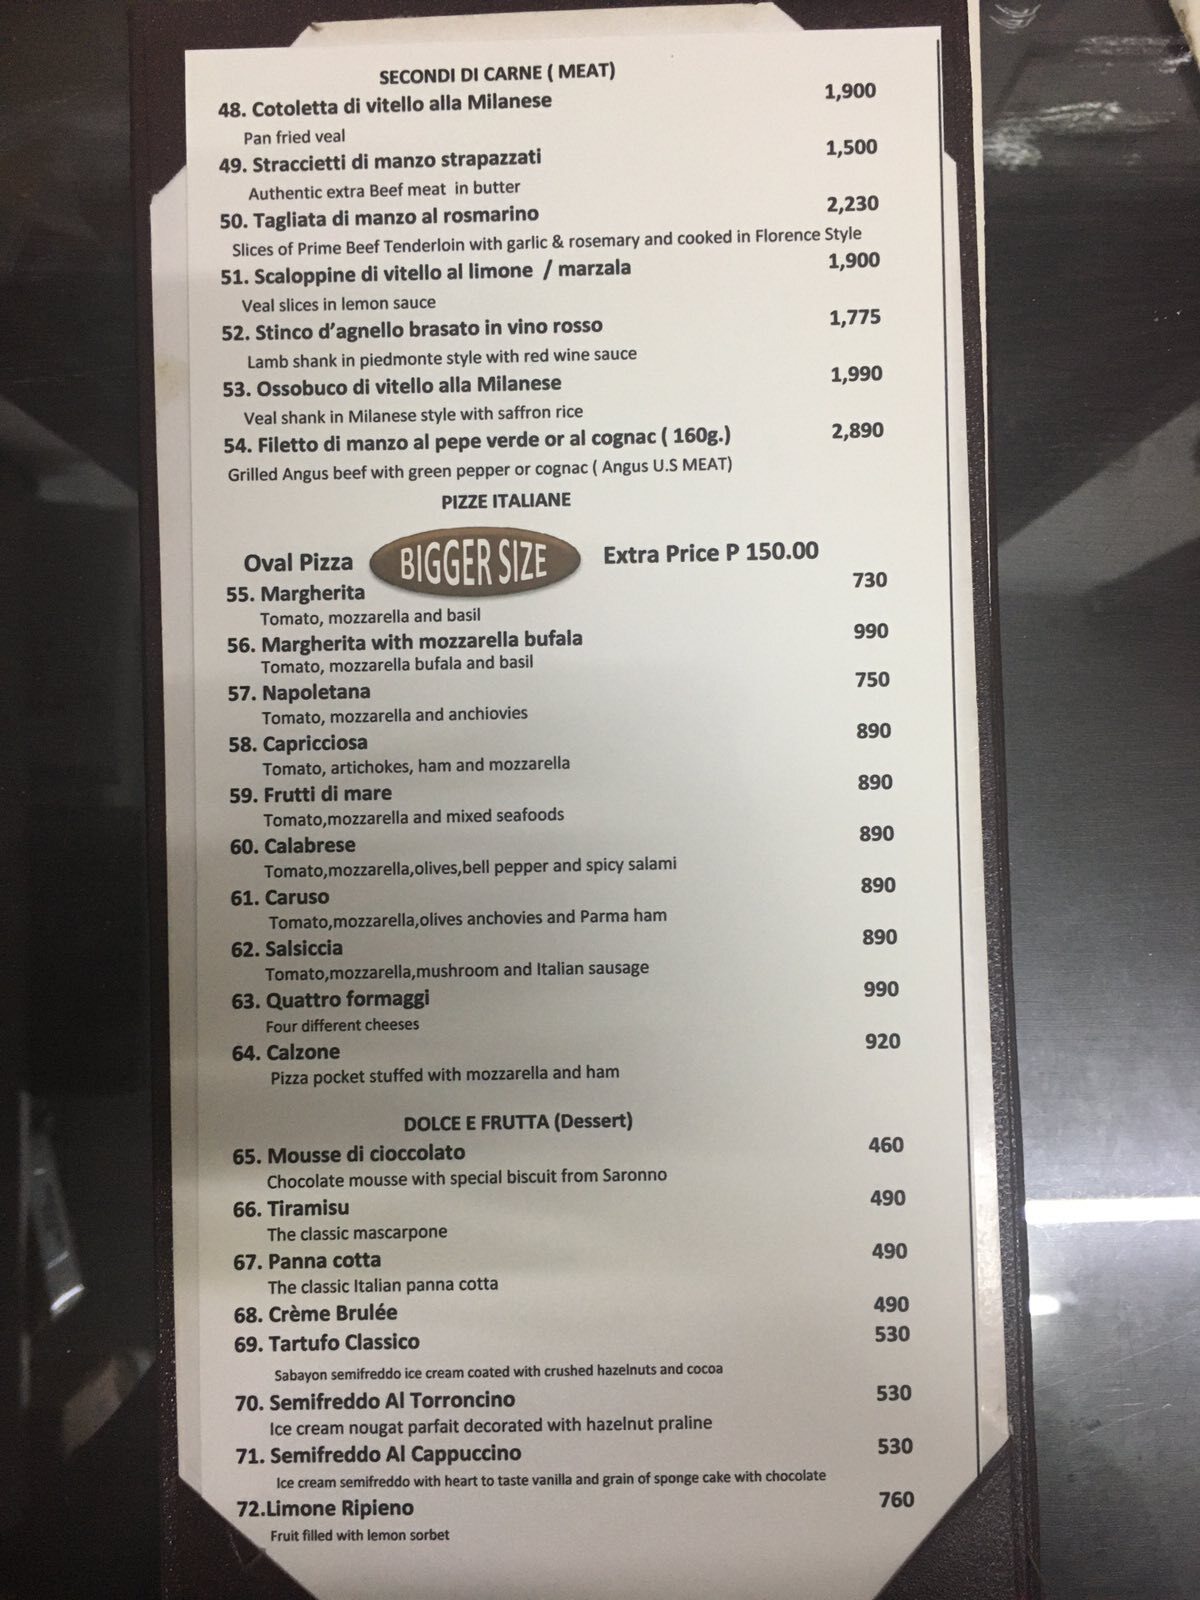 SECONDI DI CARNE ( MEAT)
48. Cotoletta di vitello alla Milanese 1,900
Pan fried veal
49. Straccietti di manzo strapazzati 1,500
Authentic extra Beef meat in butter
50. Tagliata di manzo al rosmarino 2,230
Slices of Prime Beef Tenderloin with garlic & rosemary and cooked in Florence Style
51. Scaloppine di vitello al limone / marzala 1,900
Veal slices in lemon sauce
52. Stinco d'agnello brasato in vino rosso 1,775
Lamb shank in piedmonte style with red wine sauce
53. Ossobuco di vitello alla Milanese 1,990
Veal shank in Milanese style with saffron rice
54. Filetto di manzo al pepe verde or al cognac ( 160g.) 2,890
Grilled Angus beef with green pepper or cognac ( Angus U.S MEAT)
PIZZE ITALIANE
Oval Pizza BIGGER SIZE Extra Price P 150.00
55. Margherita 730
Tomato, mozzarella and basil
56. Margherita with mozzarella bufala 990
Tomato, mozzarella bufala and basil
57. Napoletana 750
Tomato, mozzarella and anchiovies
58. Capricciosa 890
Tomato, artichokes, ham and mozzarella
59. Frutti di mare 890
Tomato,mozzarella and mixed seafoods
60. Calabrese 890
Tomato,mozzarella,olives,bell pepper and spicy salami
61. Caruso 890
Tomato,mozzarella,olives anchovies and Parma ham
62. Salsiccia 890
Tomato,mozzarella,mushroom and Italian sausage
63. Quattro formaggi 990
Four different cheeses
64. Calzone 920
Pizza pocket stuffed with mozzarella and ham
DOLCE E FRUTTA (Dessert)
65. Mousse di cioccolato 460
Chocolate mousse with special biscuit from Saronno
66. Tiramisu 490
The classic mascarpone
67. Panna cotta 490
The classic Italian panna cotta
68. Crème Brulée 490
69. Tartufo Classico 530
Sabayon semifreddo ice cream coated with crushed hazelnuts and cocoa
70. Semifreddo Al Torroncino 530
Ice cream nougat parfait decorated with hazelnut praline
71. Semifreddo Al Cappuccino 530
Ice cream semifreddo with heart to taste vanilla and grain of sponge cake with chocolate
72.Limone Ripieno 760
Fruit filled with lemon sorbet